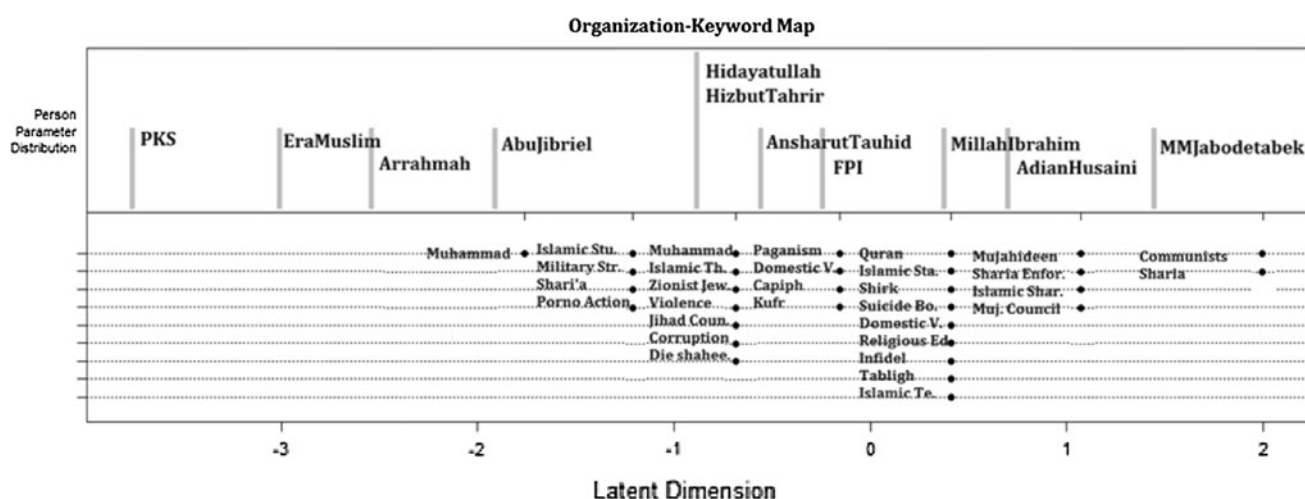 Organization-Keyword Map
Person
Parameter
Distribution
PKS
EraMuslim
Arrahmah
AbuJibriel
Hidayatullah
HizbutTahrir
AnsharutTauhid
FPI
MillahIbrahim
AdianHusaini
MMJabodetabek
Muhammad
Islamic Stu.
Military Str.
Shari'a
Porno Action
Muhammad
Islamic Th.
Zionist Jew.
Violence
Jihad Coun.
Corruption
Die shahee.
Paganism
Domestic V.
Capiph
Kufr
Quran
Islamic Sta.
Shirk
Suicide Bo.
Domestic V.
Religious Ed
Infidel
Tabligh
Islamic Te.
Mujahideen
Sharia Enfor.
Islamic Shar.
Muj. Council
Communists
Sharia
-3 -2 -1 0 1 2
Latent Dimension